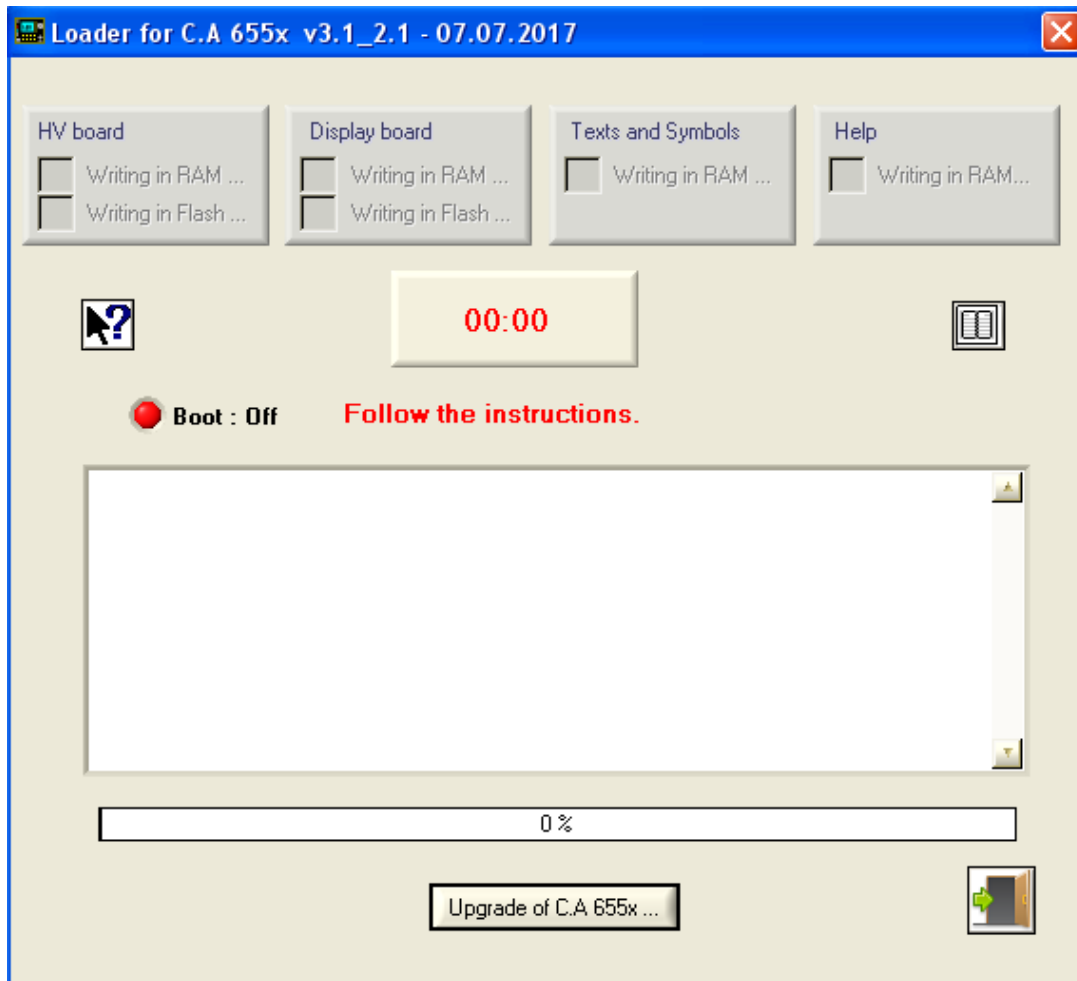 Loader for C.A 655x v3.1_2.1 - 07.07.2017
HV board
Writing in RAM ...
Writing in Flash ...
Display board
Writing in RAM ...
Writing in Flash ...
Texts and Symbols
Writing in RAM ...
Help
Writing in RAM...
?
00:00
Boot : Off
Follow the instructions.
0 %
Upgrade of C.A 655x ...